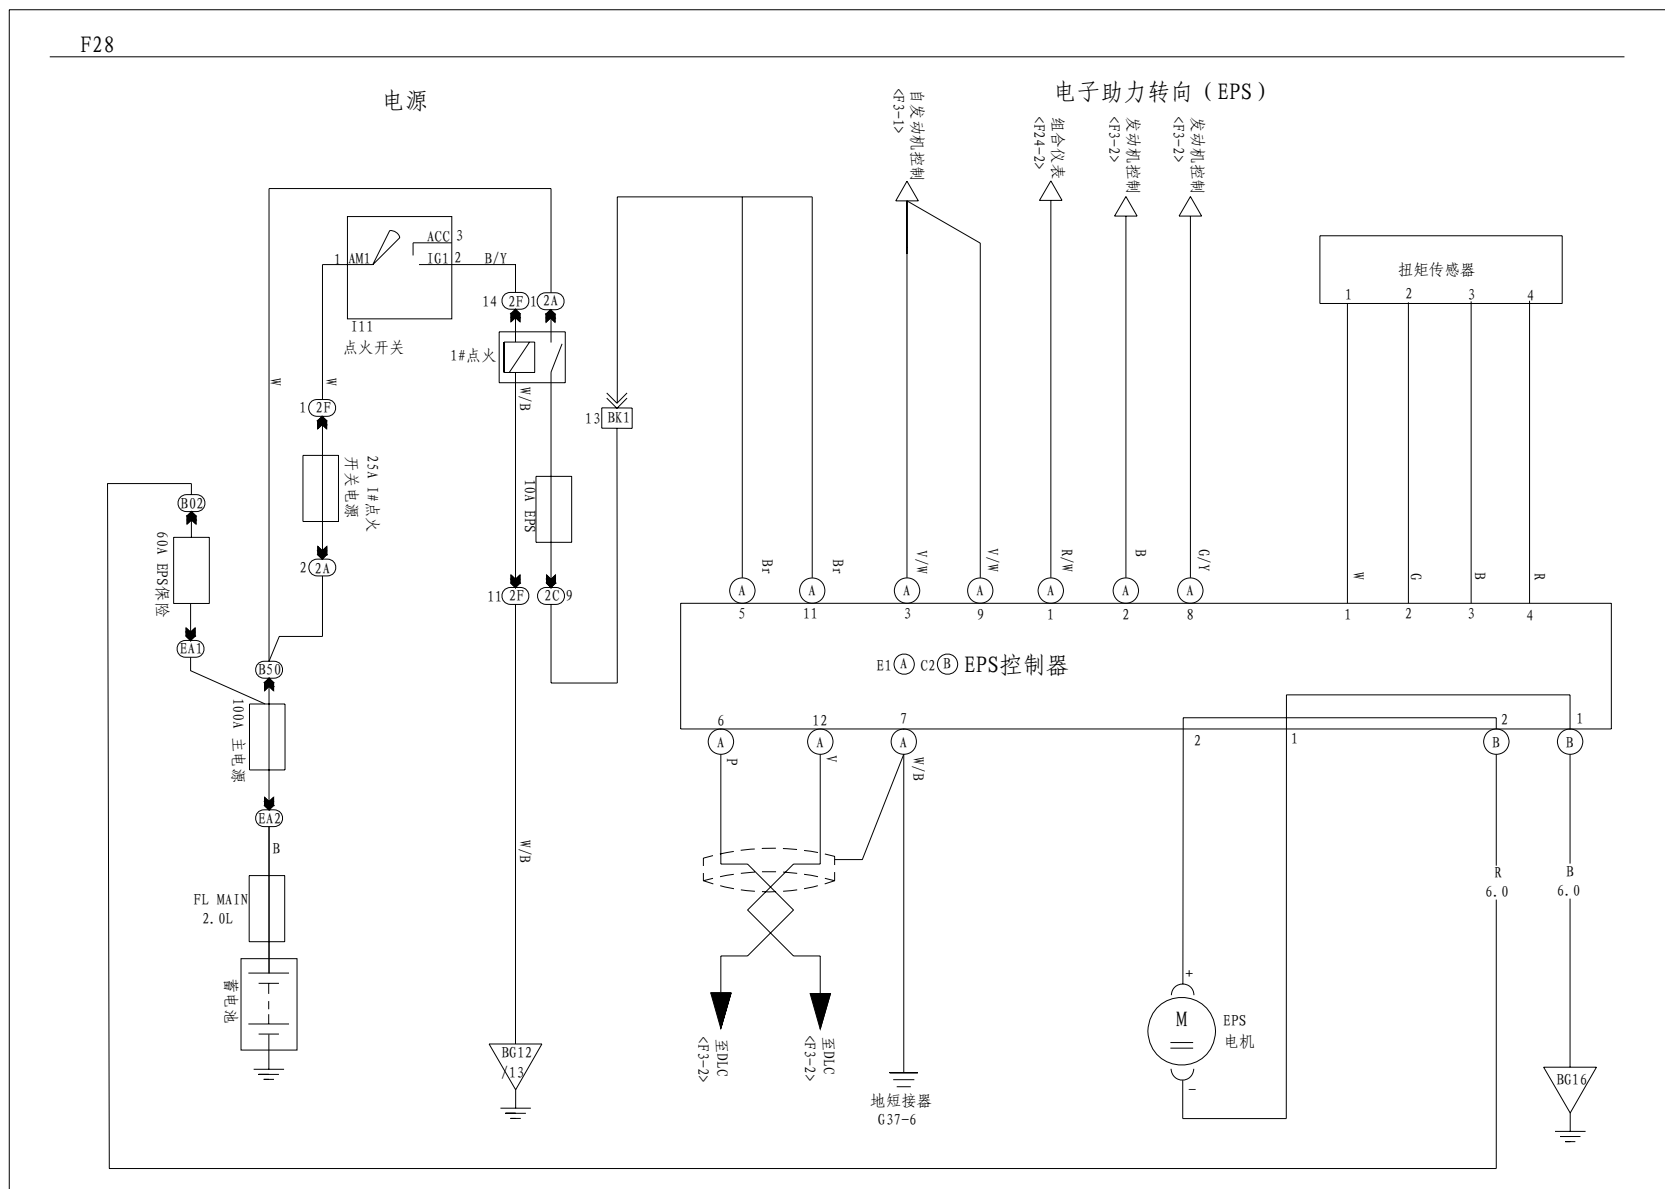 F28
电源
电子助力转向（EPS）
自发动机控制
<F3-1>
组合仪表
<F24-2>
发动机控制
<F3-2>
发动机控制
<F3-2>
ACC 3
1 AM1
IG1 2
B/Y
I11
点火开关
14 2F
1 2A
1#点火
W
W
W/B
扭矩传感器
1 2 3 4
1 2F
25A I#点火
开关电源
2 2A
13 BK1
10A EPS
B02
60A EPS保险
EA1
B50
11 2F
2C 9
Br
Br
V/W
V/W
R/W
B
G/Y
W
G
B
R
A A A A A A A
5 11 3 9 1 2 8 1 2 3 4
E1 A C2 B EPS控制器
100A 主电源
6 12 7 2 1
A A A 2 1 B B
P
V
W/B
EA2
B
FL MAIN
2.0L
蓄电池
W/B
R
6.0
B
6.0
+
M
EPS
电机
−
BG12
/13
至DLC
<F3-2>
至DLC
<F3-2>
地短接器
G37-6
BG16